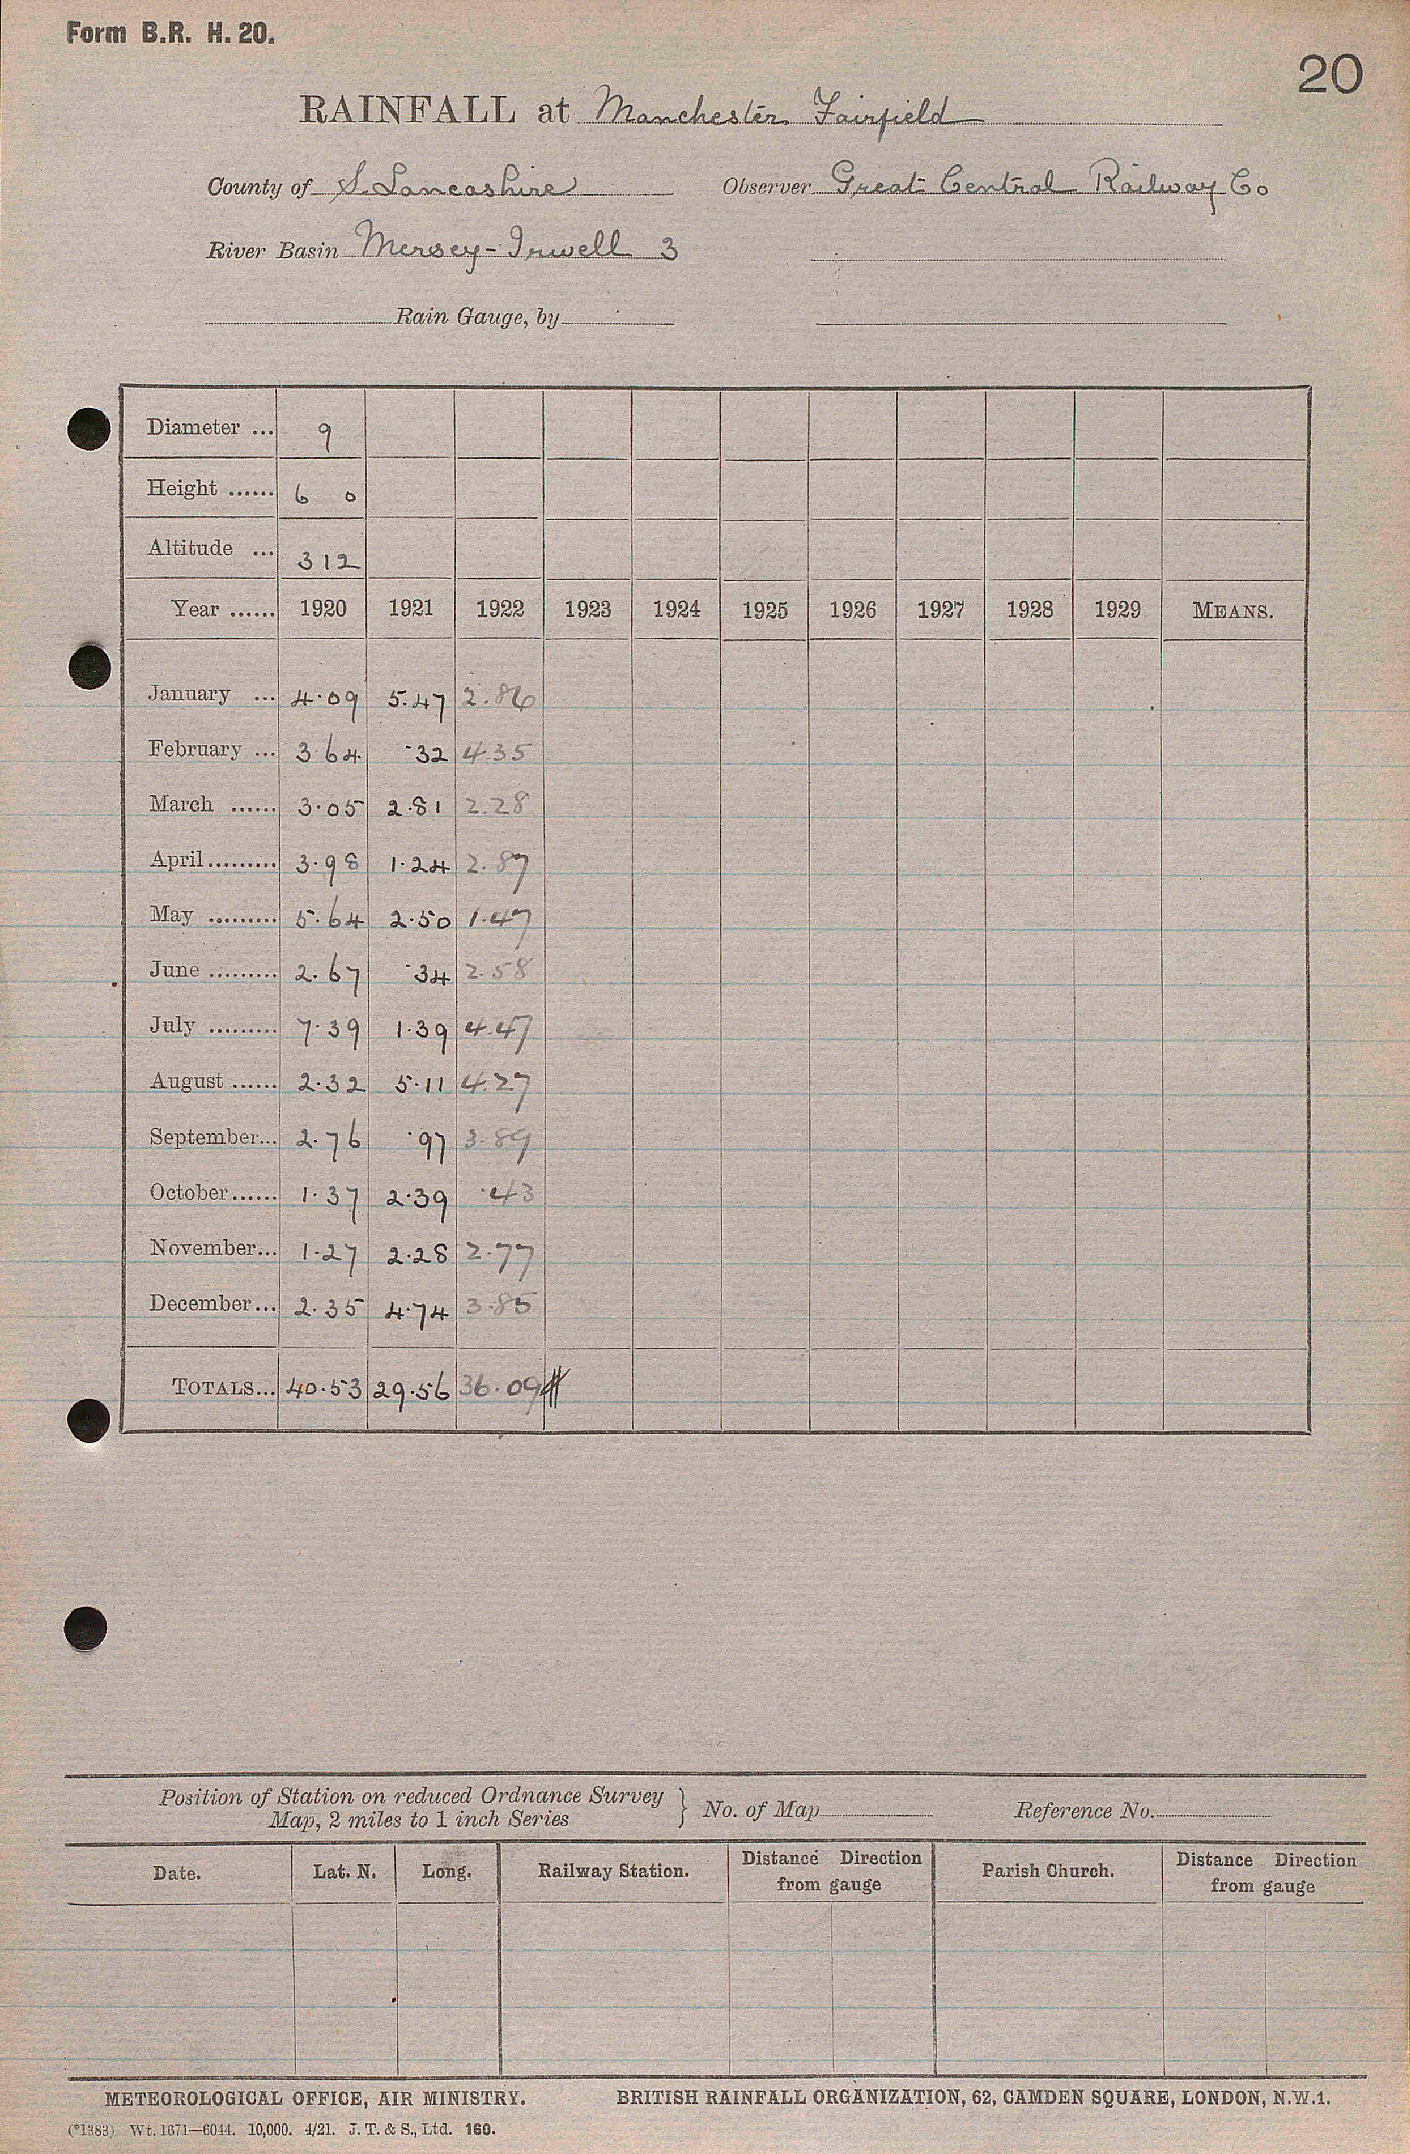 Form B.R. H. 20.
20
RAINFALL at Manchester Fairfield
County of S. Lancashire Observer Great Central Railway Co
River Basin Mersey-Irwell 3
Rain Gauge, by
Diameter ... 9
Height ...... 6 0
Altitude ... 312
Year ...... 1920 1921 1922 1923 1924 1925 1926 1927 1928 1929 MEANS.
January ... 4.09 5.47 2.86
February ... 3.64 .32 4.35
March ...... 3.05 2.81 2.28
April......... 3.98 1.24 2.87
May ......... 5.64 2.50 1.47
June ......... 2.67 .34 2.58
July ......... 7.39 1.39 4.47
August ...... 2.32 5.11 4.27
September... 2.76 .97 3.89
October...... 1.37 2.39 .43
November... 1.27 2.28 2.77
December... 2.35 4.74 3.85
TOTALS... 40.53 29.56 36.09
Position of Station on reduced Ordnance Survey
Map, 2 miles to 1 inch Series } No. of Map Reference No.
Date. Lat. N. Long. Railway Station. Distance Direction from gauge Parish Church. Distance Direction from gauge
METEOROLOGICAL OFFICE, AIR MINISTRY. BRITISH RAINFALL ORGANIZATION, 62, CAMDEN SQUARE, LONDON, N.W.1.
(*1383) Wt. 1671—6044. 10,000. 4/21. J. T. & S., Ltd. 160.